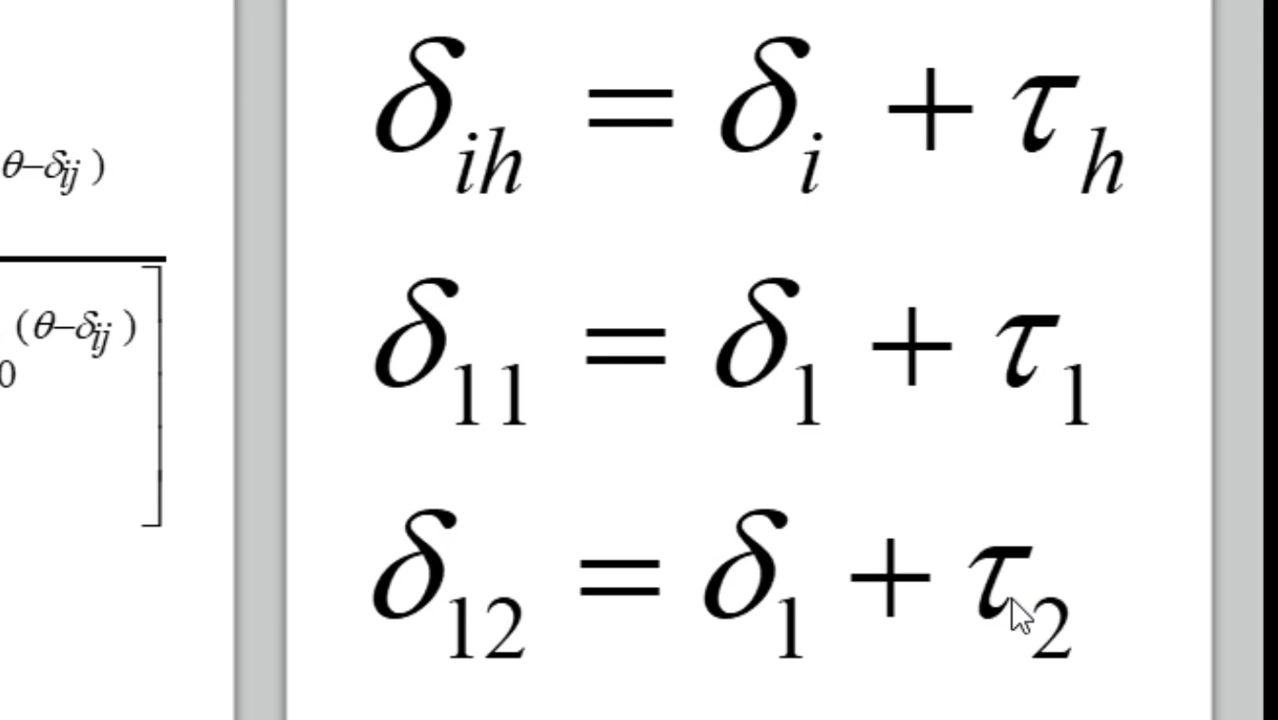 θ–δij )
(θ–δij )
0
δih = δi + τh
δ11 = δ1 + τ1
δ12 = δ1 + τ2